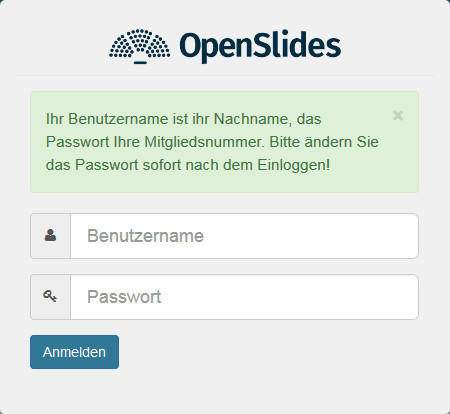 OpenSlides
Ihr Benutzername ist ihr Nachname, das
Passwort Ihre Mitgliedsnummer. Bitte ändern Sie
das Passwort sofort nach dem Einloggen!
×
Benutzername
Passwort
Anmelden